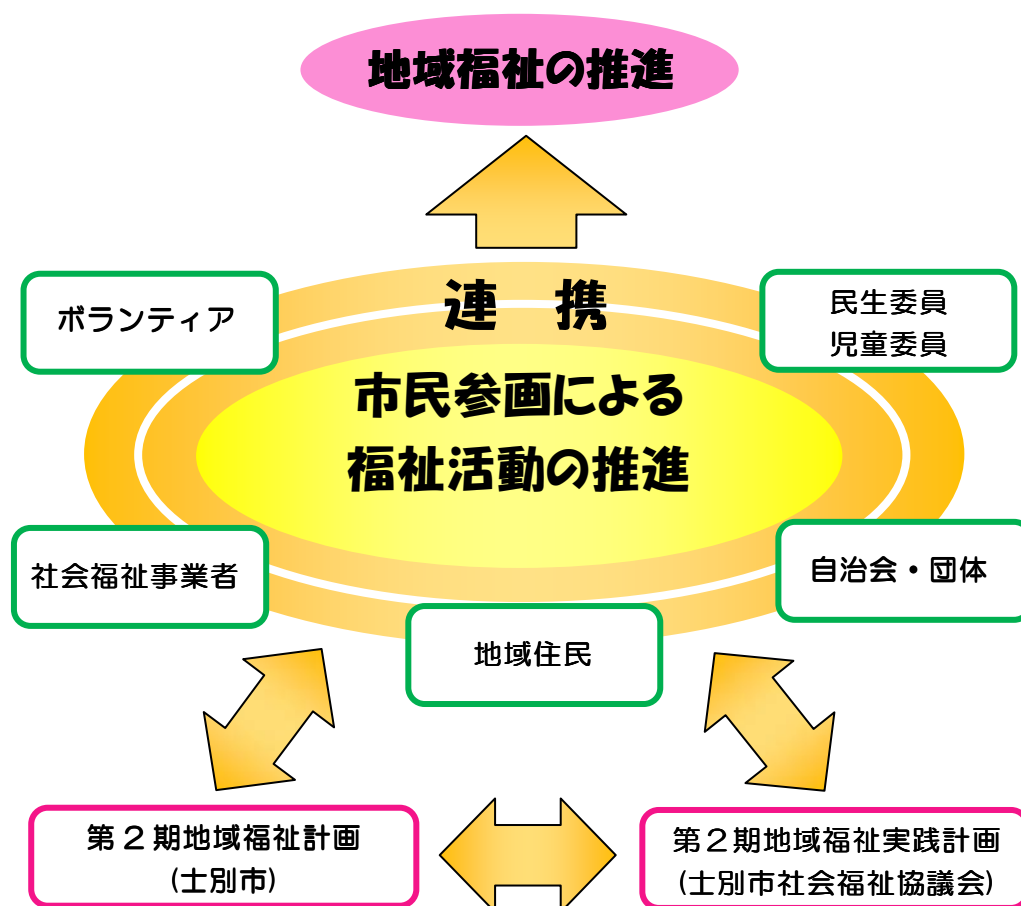 地域福祉の推進
連 携
ボランティア
民生委員
児童委員
市民参画による
福祉活動の推進
社会福祉事業者
自治会・団体
地域住民
第2期地域福祉計画
(士別市)
第2期地域福祉実践計画
(士別市社会福祉協議会)